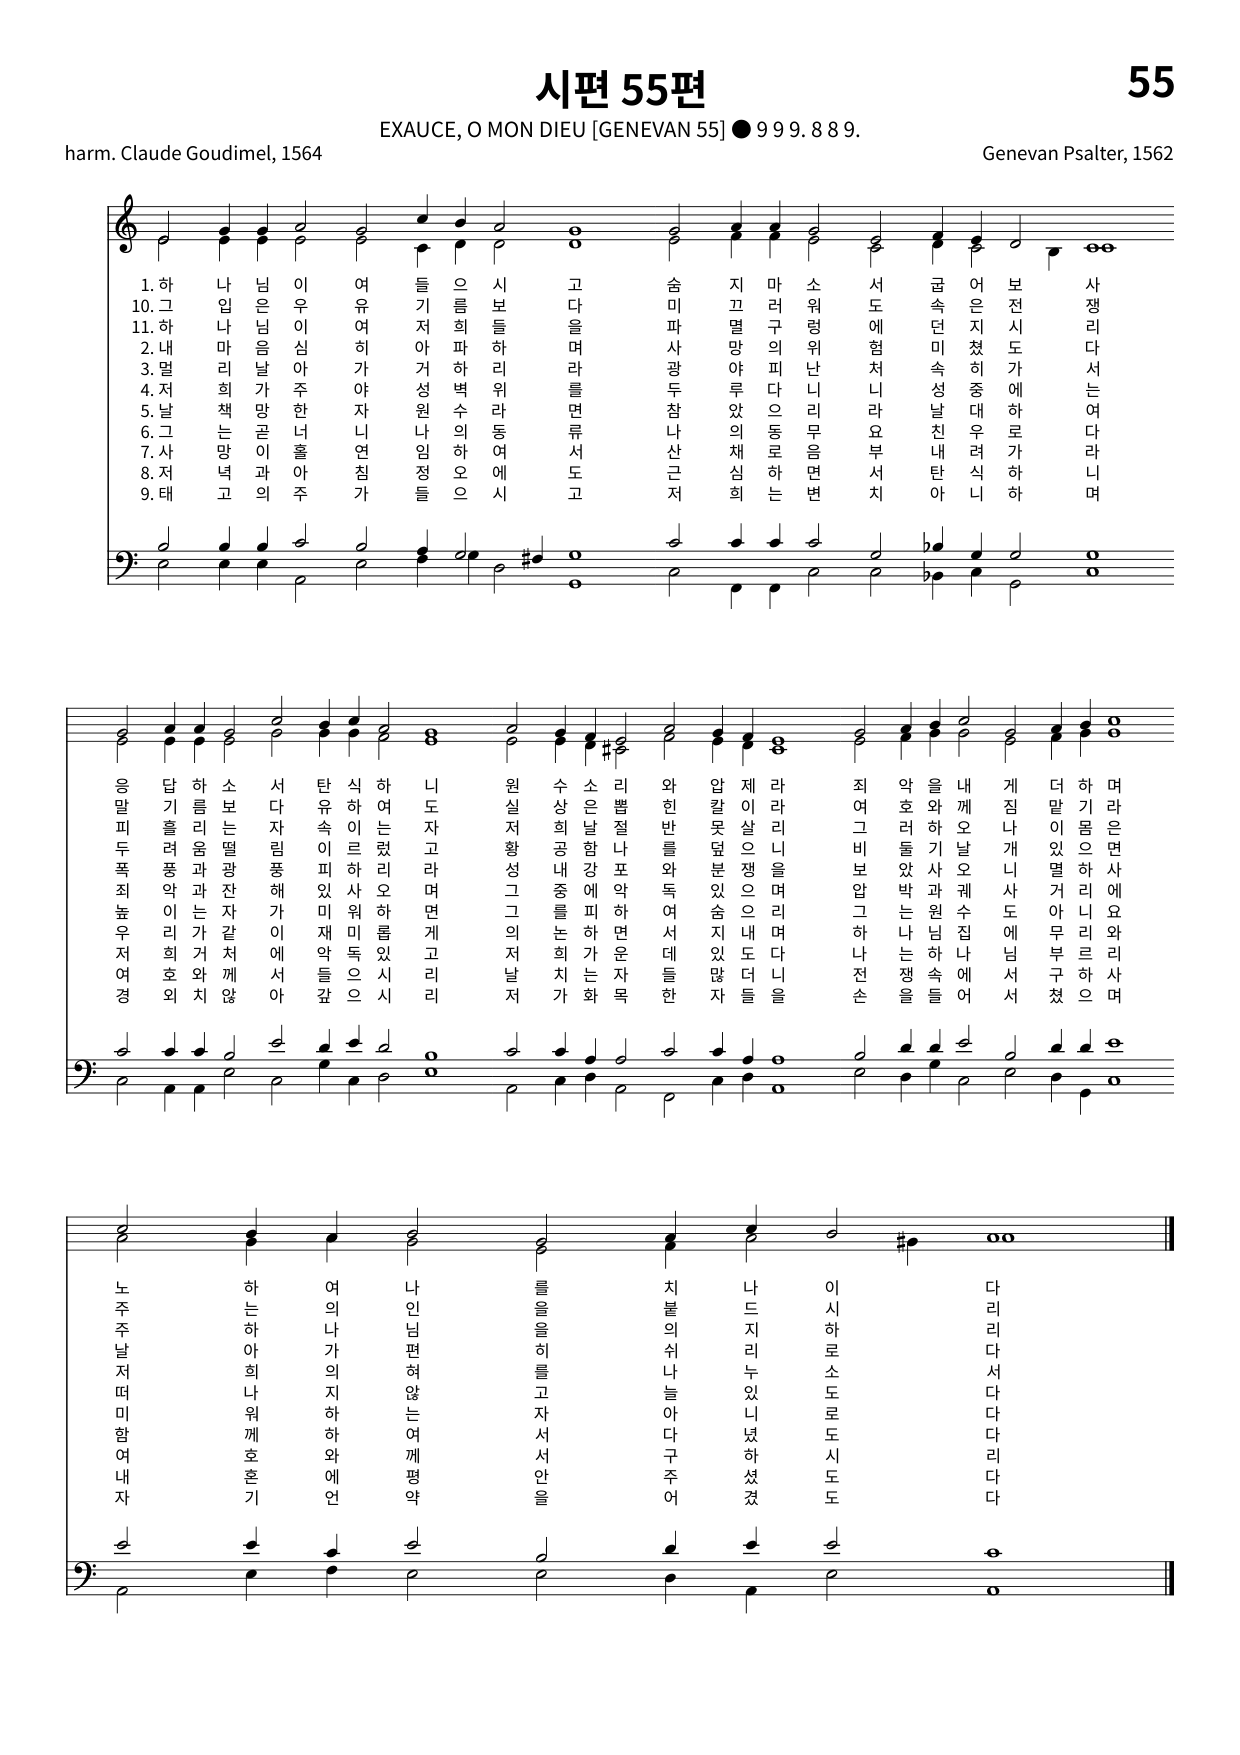 시편 55편
55
EXAUCE, O MON DIEU [GENEVAN 55] ● 9 9 9. 8 8 9.
harm. Claude Goudimel, 1564
Genevan Psalter, 1562
1. 하 나 님 이 여 들 으 시 고 숨 지 마 소 서 굽 어 보 사
10. 그 입 은 우 유 기 름 보 다 미 끄 러 워 도 속 은 전 쟁
11. 하 나 님 이 여 저 희 들 을 파 멸 구 렁 에 던 지 시 리
2. 내 마 음 심 히 아 파 하 며 사 망 의 위 험 미 쳤 도 다
3. 멀 리 날 아 가 거 하 리 라 광 야 피 난 처 속 히 가 서
4. 저 희 가 주 야 성 벽 위 를 두 루 다 니 니 성 중 에 는
5. 날 책 망 한 자 원 수 라 면 참 았 으 리 라 날 대 하 여
6. 그 는 곧 너 니 나 의 동 류 나 의 동 무 요 친 우 로 다
7. 사 망 이 홀 연 임 하 여 서 산 채 로 음 부 내 려 가 라
8. 저 녁 과 아 침 정 오 에 도 근 심 하 면 서 탄 식 하 니
9. 태 고 의 주 가 들 으 시 고 저 희 는 변 치 아 니 하 며
응 답 하 소 서 탄 식 하 니 원 수 소 리 와 압 제 라 죄 악 을 내 게 더 하 며
말 기 름 보 다 유 하 여 도 실 상 은 뽑 힌 칼 이 라 여 호 와 께 짐 맡 기 라
피 흘 리 는 자 속 이 는 자 저 희 날 절 반 못 살 리 그 러 하 오 나 이 몸 은
두 려 움 떨 림 이 르 렀 고 황 공 함 나 를 덮 으 니 비 둘 기 날 개 있 으 면
폭 풍 과 광 풍 피 하 리 라 성 내 강 포 와 분 쟁 을 보 았 사 오 니 멸 하 사
죄 악 과 잔 해 있 사 오 며 그 중 에 악 독 있 으 며 압 박 과 궤 사 거 리 에
높 이 는 자 가 미 워 하 면 그 를 피 하 여 숨 으 리 그 는 원 수 도 아 니 요
우 리 가 같 이 재 미 롭 게 의 논 하 면 서 지 내 며 하 나 님 집 에 무 리 와
저 희 거 처 에 악 독 있 고 저 희 가 운 데 있 도 다 나 는 하 나 님 부 르 리
여 호 와 께 서 들 으 시 리 날 치 는 자 들 많 더 니 전 쟁 속 에 서 구 하 사
경 외 치 않 아 갚 으 시 리 저 가 화 목 한 자 들 을 손 을 들 어 서 쳤 으 며
노 하 여 나 를 치 나 이 다
주 는 의 인 을 붙 드 시 리
주 하 나 님 을 의 지 하 리
날 아 가 편 히 쉬 리 로 다
저 희 의 혀 를 나 누 소 서
떠 나 지 않 고 늘 있 도 다
미 워 하 는 자 아 니 로 다
함 께 하 여 서 다 녔 도 다
여 호 와 께 서 구 하 시 리
내 혼 에 평 안 주 셨 도 다
자 기 언 약 을 어 겼 도 다